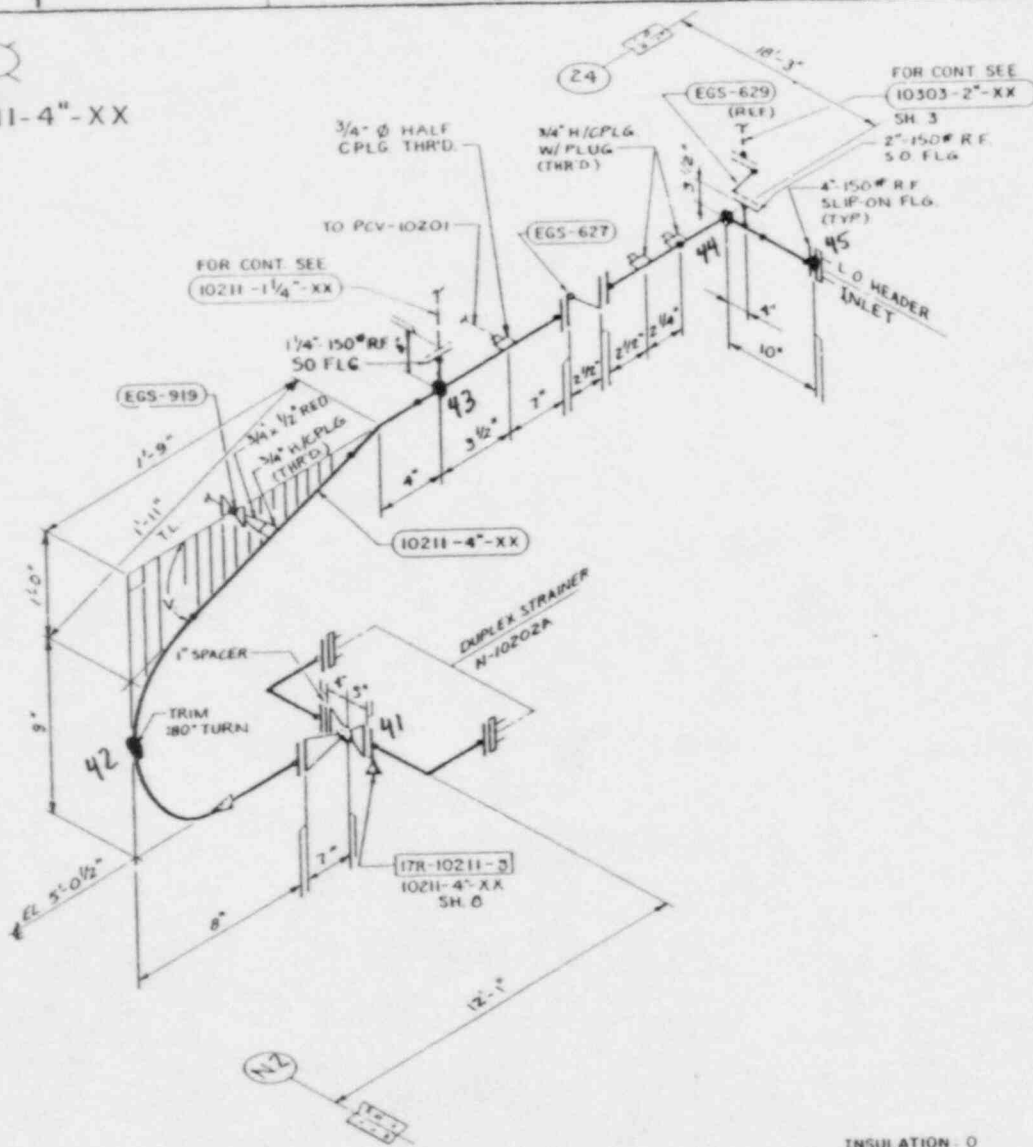 11-4"-XX
24
18'-3"
EGS-629
(REF)
FOR CONT. SEE
10303-2"-XX
SH. 3
2"-150# R.F.
S.O. FLG.
4"-150# R.F.
SLIP-ON FLG.
(TYP.)
3/4" Ø HALF
CPLG THR'D.
3/4" H/CPLG
W/ PLUG
(THR'D)
3 1/2"
TO PCV-10201
EGS-627
44
45
L.O. HEADER
INLET
FOR CONT. SEE
10211-1 1/4"-XX
1 1/4"-150# RF
SO FLG
43
10"
2 1/4"
2 1/2"
2 1/2"
7"
3 1/2"
4"
EGS-919
3/4" x 1/2" RED
3/4" H/CPLG
(THR'D)
1'-9"
1'-11"
T.L.
10211-4"-XX
1'-0"
DUPLEX STRAINER
N-10202A
1" SPACER
4"
5"
41
TRIM
180° TURN
42
9"
EL 5'-0 1/2"
7"
8"
17R-10211-3
10211-4"-XX
SH. 8
12'-1"
N2
INSULATION 0